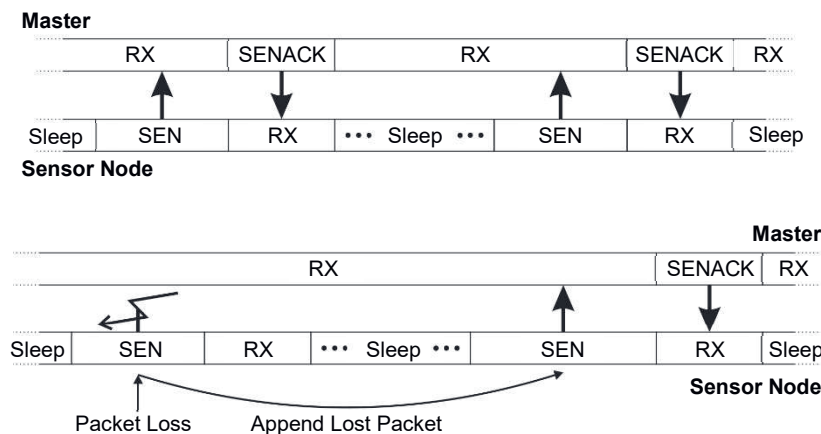 Master
RX SENACK RX SENACK RX
Sleep SEN RX ••• Sleep ••• SEN RX Sleep
Sensor Node
Master
RX SENACK RX
Sleep SEN RX ••• Sleep ••• SEN RX Sleep
Sensor Node
Packet Loss Append Lost Packet